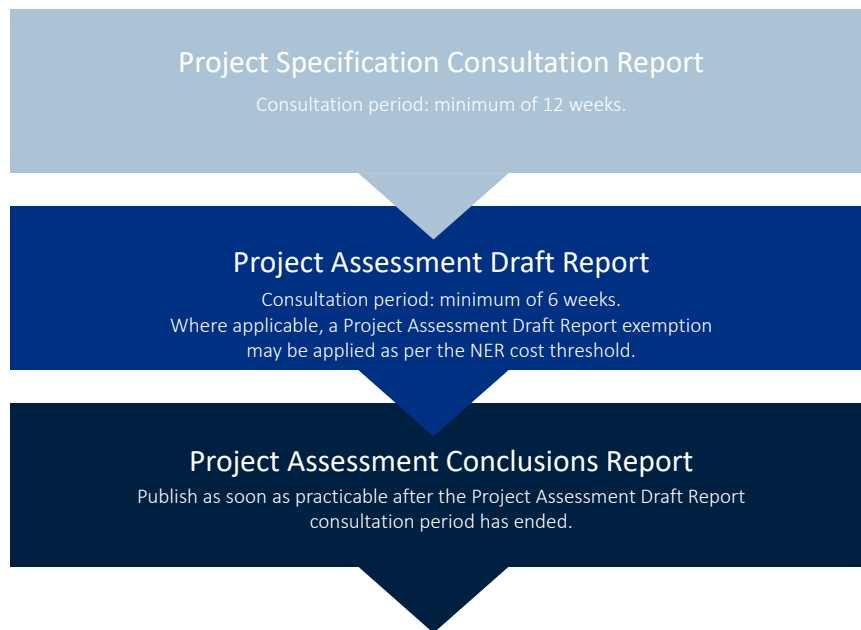 Project Specification Consultation Report
Consultation period: minimum of 12 weeks.
Project Assessment Draft Report
Consultation period: minimum of 6 weeks.
Where applicable, a Project Assessment Draft Report exemption
may be applied as per the NER cost threshold.
Project Assessment Conclusions Report
Publish as soon as practicable after the Project Assessment Draft Report
consultation period has ended.